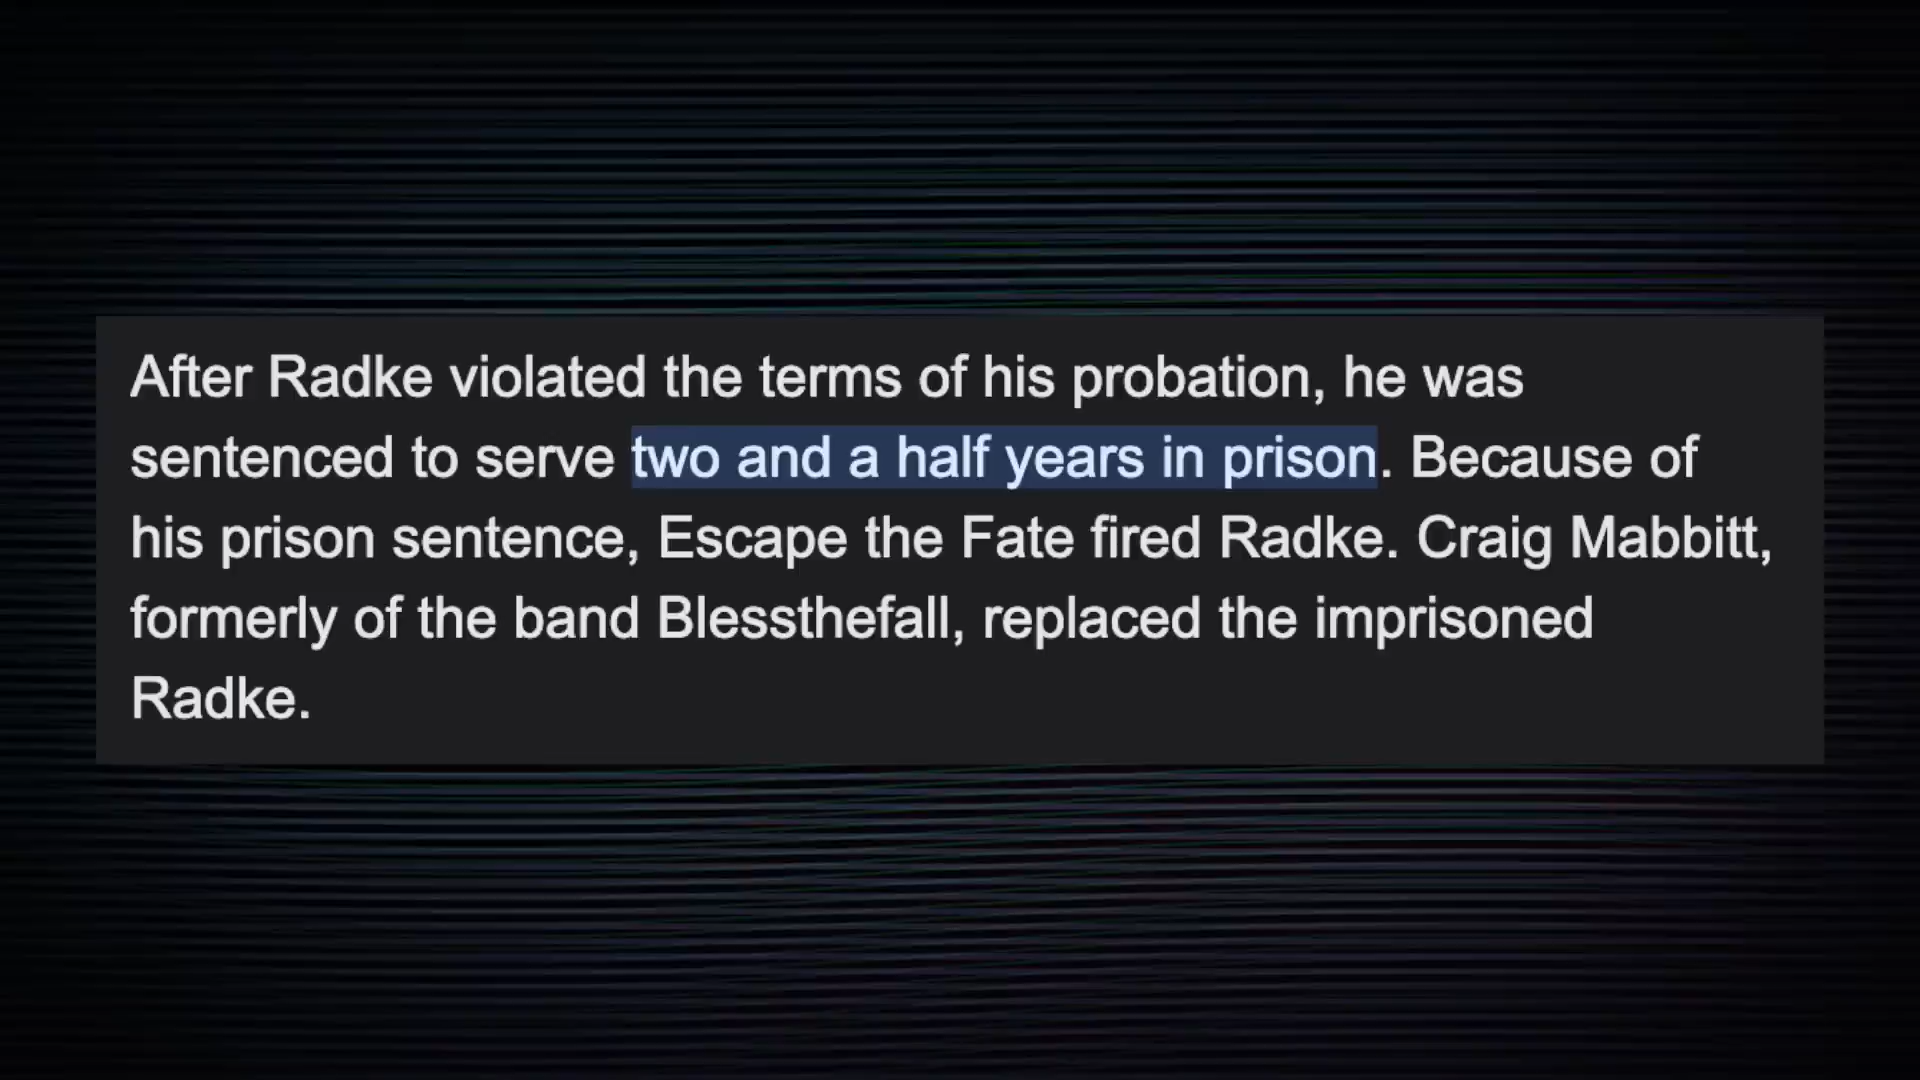 After Radke violated the terms of his probation, he was
sentenced to serve two and a half years in prison. Because of
his prison sentence, Escape the Fate fired Radke. Craig Mabbitt,
formerly of the band Blessthefall, replaced the imprisoned
Radke.